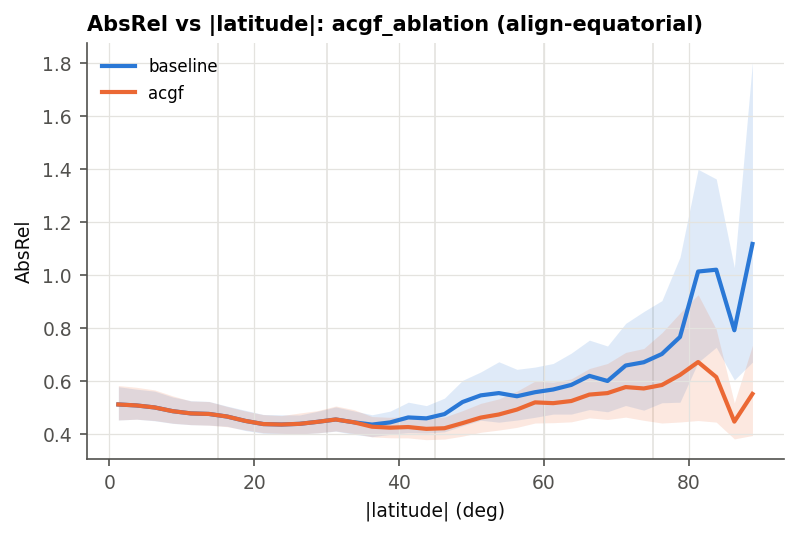 AbsRel vs |latitude|: acgf_ablation (align-equatorial)
baseline
acgf
1.8
1.6
1.4
1.2
1.0
0.8
0.6
0.4
AbsRel
0 20 40 60 80
|latitude| (deg)